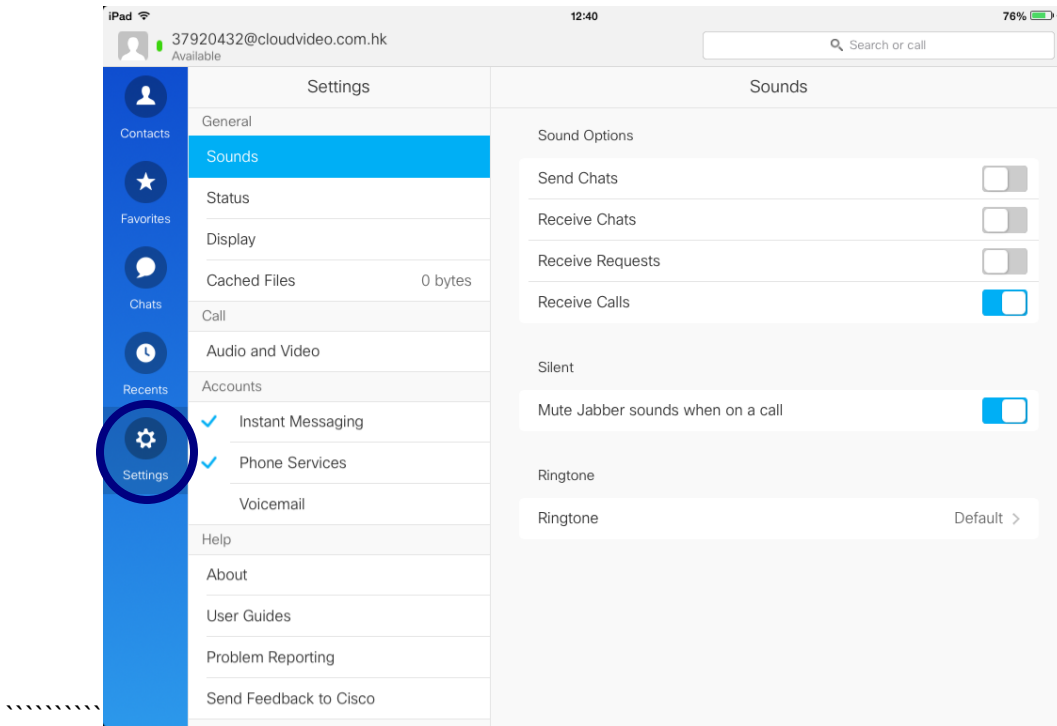 iPad 12:40 76%
37920432@cloudvideo.com.hk
Available
Search or call
Contacts
Favorites
Chats
Recents
Settings
Settings
General
Sounds
Status
Display
Cached Files 0 bytes
Call
Audio and Video
Accounts
Instant Messaging
Phone Services
Voicemail
Help
About
User Guides
Problem Reporting
Send Feedback to Cisco
Sounds
Sound Options
Send Chats
Receive Chats
Receive Requests
Receive Calls
Silent
Mute Jabber sounds when on a call
Ringtone
Ringtone Default >
``````````